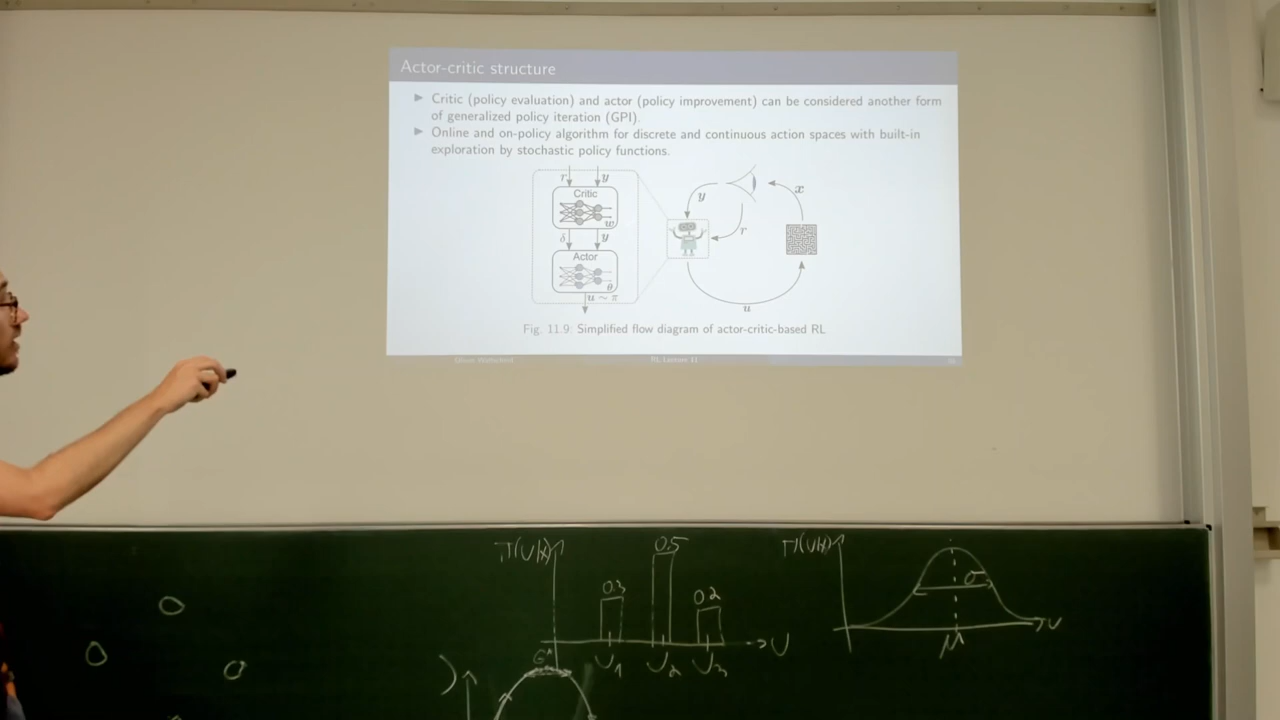 Actor-critic structure
Critic (policy evaluation) and actor (policy improvement) can be considered another form
of generalized policy iteration (GPI).
Online and on-policy algorithm for discrete and continuous action spaces with built-in
exploration by stochastic policy functions.
r y
Critic
w
δ y
Actor
θ
u ~ π
y
r
x
u
Fig. 11.9: Simplified flow diagram of actor-critic-based RL
RL Lecture 11
π(u|x)
0.3
0.5
0.2
U
U1 U2 U3
π(u|x)
σ
μ
U